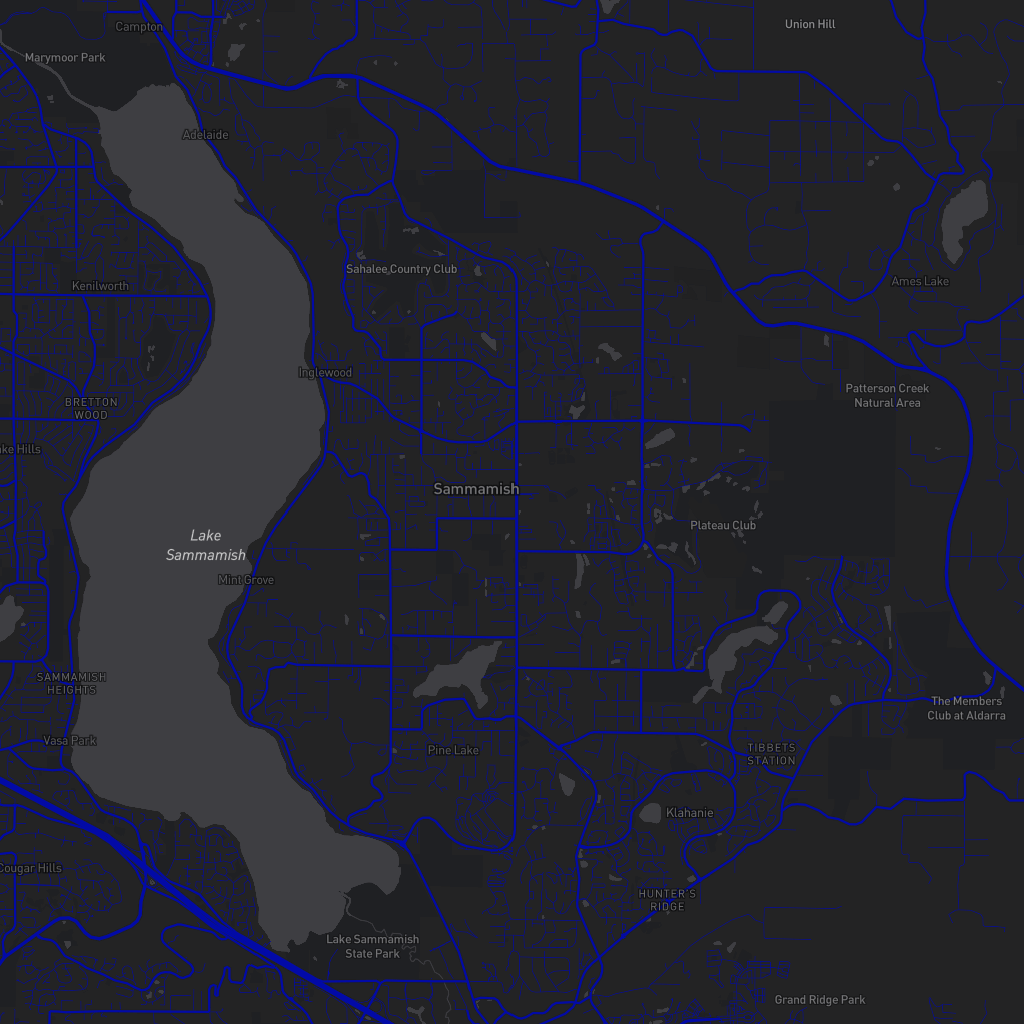 Campton
Union Hill
Marymoor Park
Adelaide
Sahalee Country Club
Kenilworth
Ames Lake
Inglewood
Patterson Creek
Natural Area
BRETTON
WOOD
ke Hills
Sammamish
Plateau Club
Lake
Sammamish
Mint Grove
SAMMAMISH
HEIGHTS
The Members
Club at Aldarra
Vasa Park
Pine Lake
TIBBETS
STATION
Klahanie
Cougar Hills
HUNTER'S
RIDGE
Lake Sammamish
State Park
Grand Ridge Park